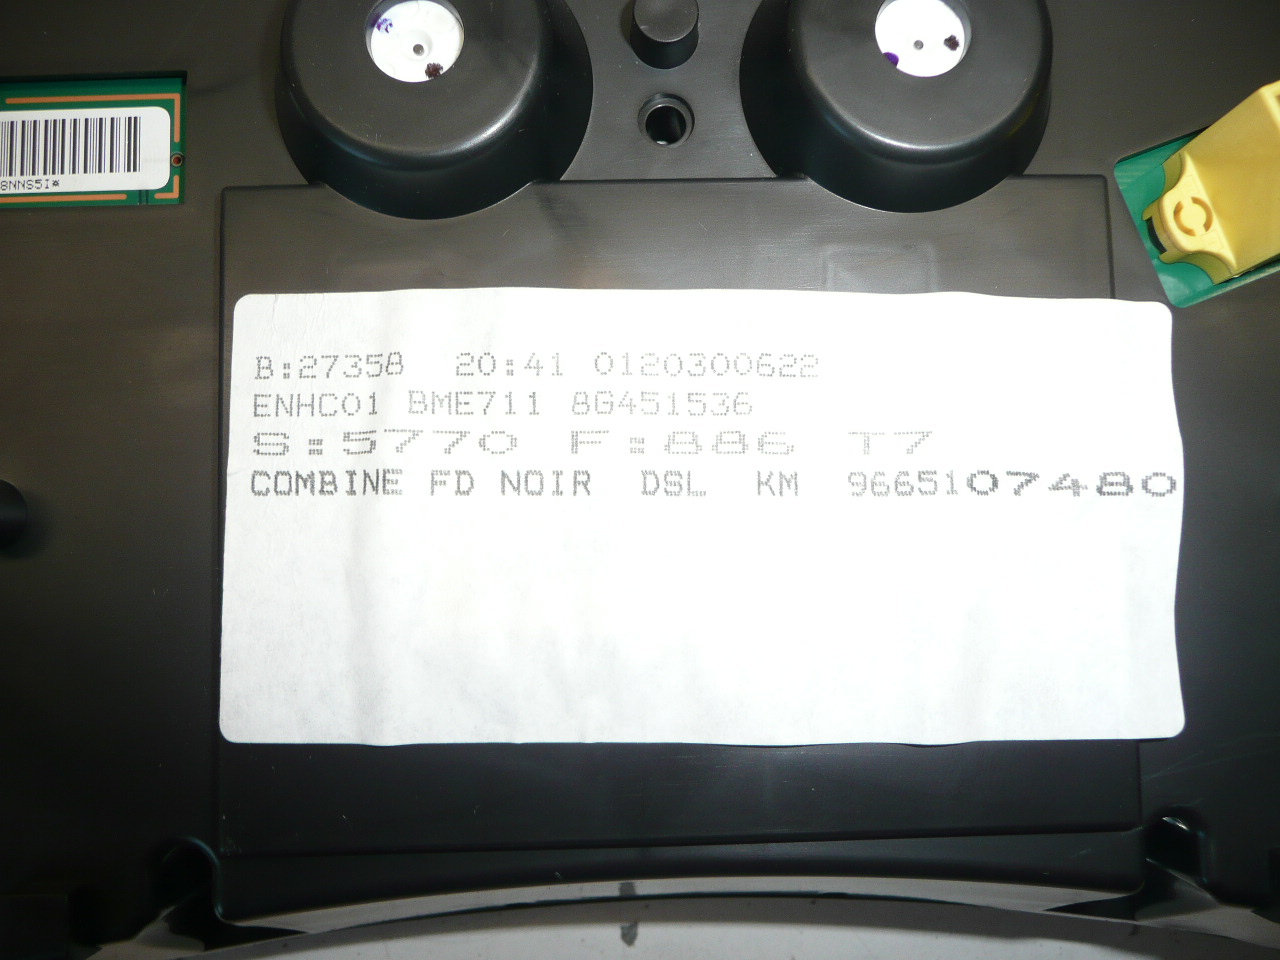 8NNS5I*
B:27358 20:41 0120300622
ENHC01 BME711 8G451536
S:5770 F:886 T7
COMBINE FD NOIR DSL KM 9665107480